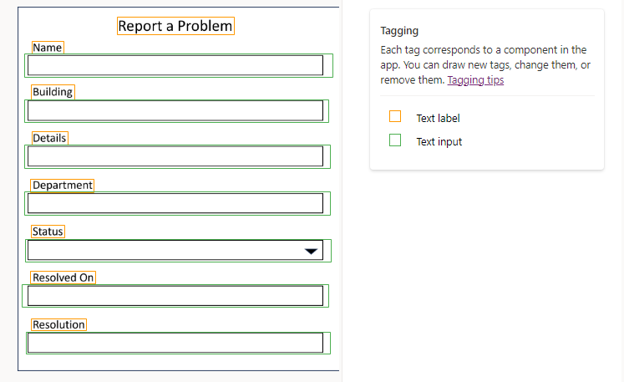 Report a Problem
Name
Building
Details
Department
Status
Resolved On
Resolution
Tagging
Each tag corresponds to a component in the
app. You can draw new tags, change them, or
remove them. Tagging tips
Text label
Text input